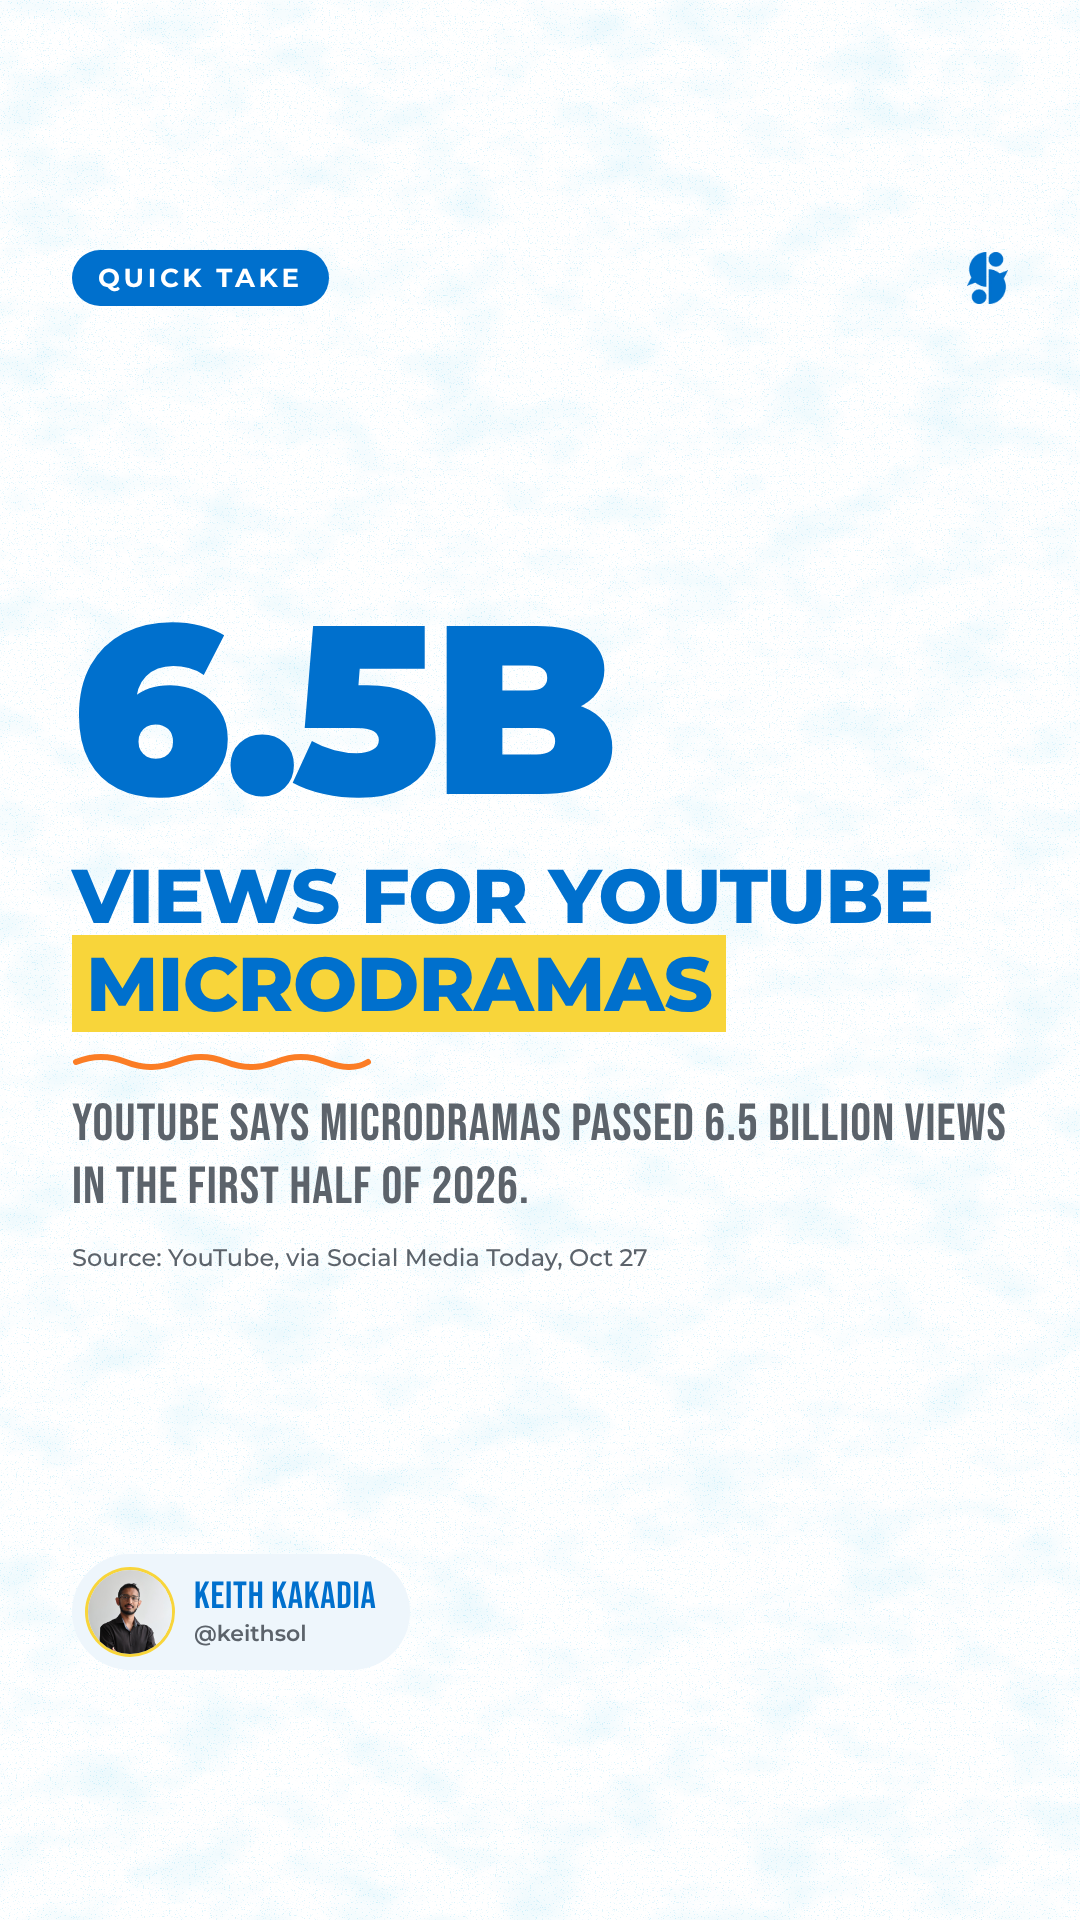 QUICK TAKE
6.5B
VIEWS FOR YOUTUBE
MICRODRAMAS
YOUTUBE SAYS MICRODRAMAS PASSED 6.5 BILLION VIEWS
IN THE FIRST HALF OF 2026.
Source: YouTube, via Social Media Today, Oct 27
KEITH KAKADIA
@keithsol